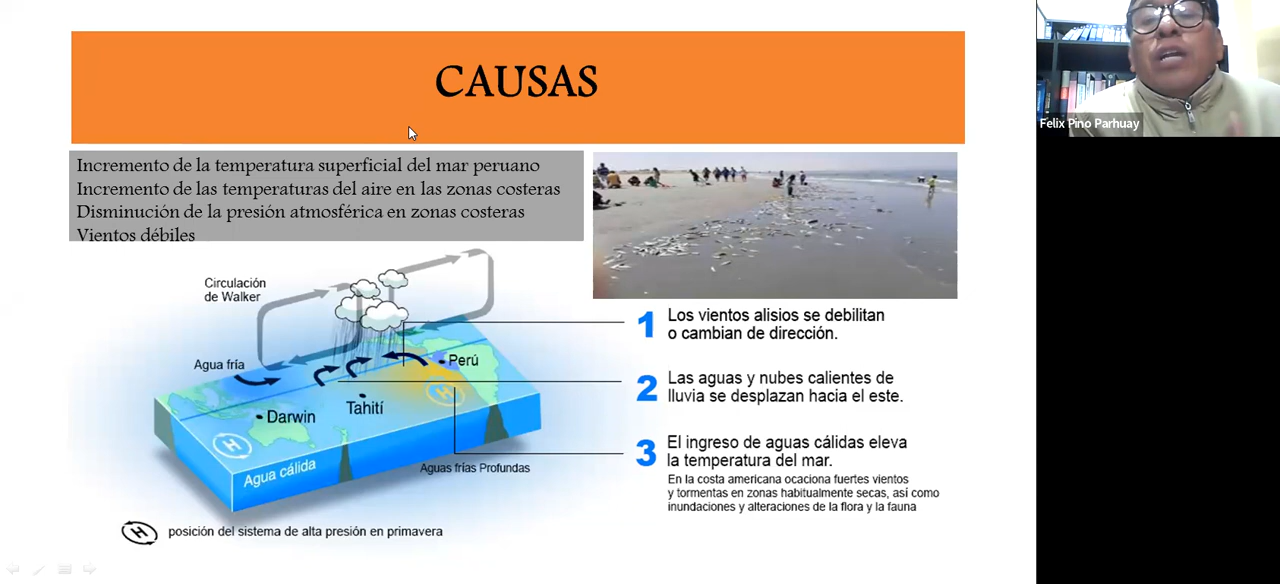 CAUSAS
Felix Pino Parhuay
Incremento de la temperatura superficial del mar peruano
Incremento de las temperaturas del aire en las zonas costeras
Disminución de la presión atmosférica en zonas costeras
Vientos débiles
Circulación
de Walker
Agua fría
Perú
Tahití
Darwin
Agua cálida
Aguas frías Profundas
H
H
1 Los vientos alisios se debilitan
o cambian de dirección.
2 Las aguas y nubes calientes de
lluvia se desplazan hacia el este.
3 El ingreso de aguas cálidas eleva
la temperatura del mar.
En la costa americana ocaciona fuertes vientos
y tormentas en zonas habitualmente secas, así como
inundaciones y alteraciones de la flora y la fauna
H posición del sistema de alta presión en primavera